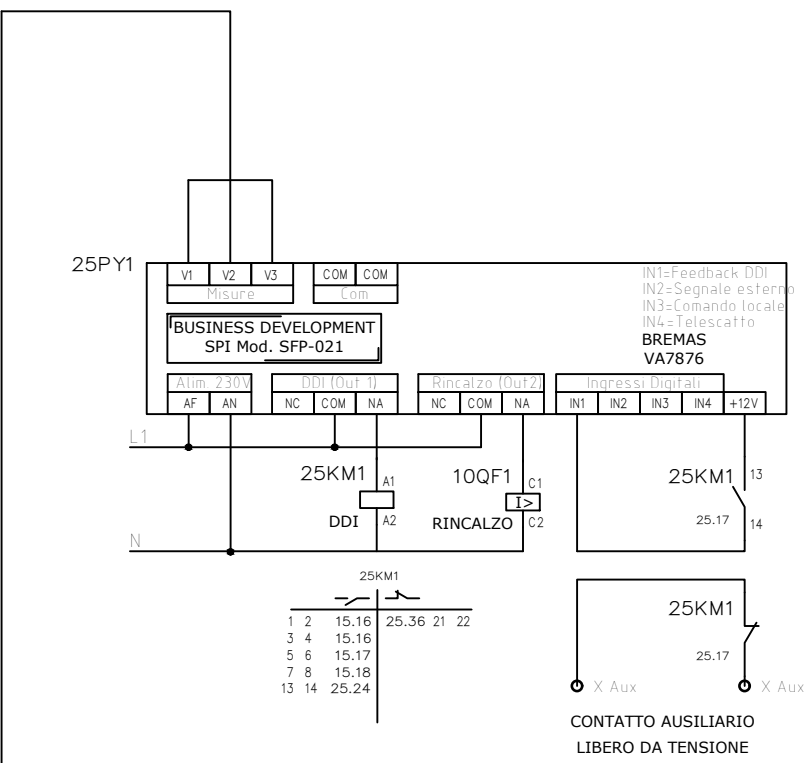 25PY1
V1 V2 V3 COM COM
Misure Com
IN1=Feedback DDI
IN2=Segnale esterno
IN3=Comando locale
IN4=Telescatto
BREMAS
VA7876
BUSINESS DEVELOPMENT
SPI Mod. SFP-021
Alim. 230V DDI (Out 1) Rincalzo (Out2) Ingressi Digitali
AF AN NC COM NA NC COM NA IN1 IN2 IN3 IN4 +12V
L1
25KM1 A1
DDI A2
10QF1 C1
I>
RINCALZO C2
25KM1 13
25.17 14
N
25KM1
1 2 15.16 25.36 21 22
3 4 15.16
5 6 15.17
7 8 15.18
13 14 25.24
25KM1
25.17
X Aux X Aux
CONTATTO AUSILIARIO
LIBERO DA TENSIONE